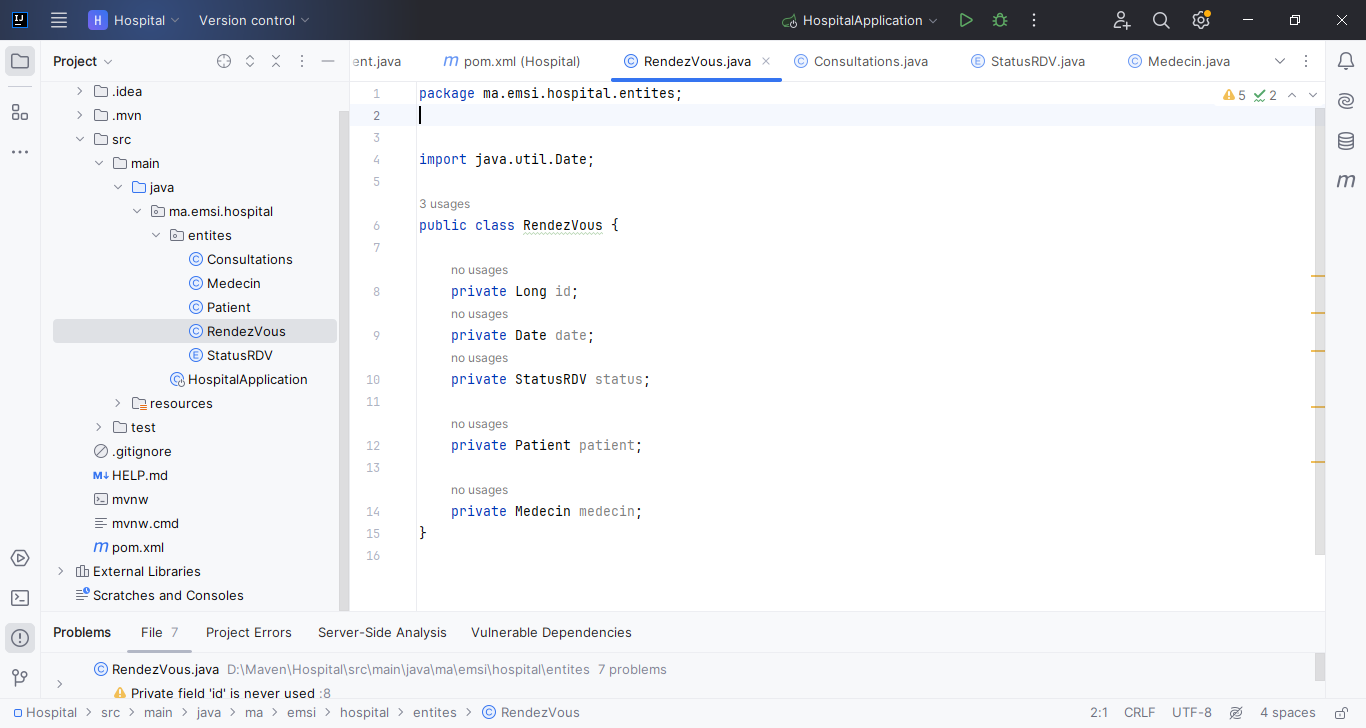 H Hospital Version control HospitalApplication
Project
ent.java pom.xml (Hospital) RendezVous.java Consultations.java StatusRDV.java Medecin.java
.idea
.mvn
src
main
java
ma.emsi.hospital
entites
Consultations
Medecin
Patient
RendezVous
StatusRDV
HospitalApplication
resources
test
.gitignore
HELP.md
mvnw
mvnw.cmd
pom.xml
External Libraries
Scratches and Consoles
5 2
1 package ma.emsi.hospital.entites;
2
3
4 import java.util.Date;
5
3 usages
6 public class RendezVous {
7
no usages
8 private Long id;
no usages
9 private Date date;
no usages
10 private StatusRDV status;
11
no usages
12 private Patient patient;
13
no usages
14 private Medecin medecin;
15 }
16
Problems File 7 Project Errors Server-Side Analysis Vulnerable Dependencies
RendezVous.java D:\Maven\Hospital\src\main\java\ma\emsi\hospital\entites 7 problems
Private field 'id' is never used :8
Hospital > src > main > java > ma > emsi > hospital > entites > RendezVous
2:1 CRLF UTF-8 4 spaces